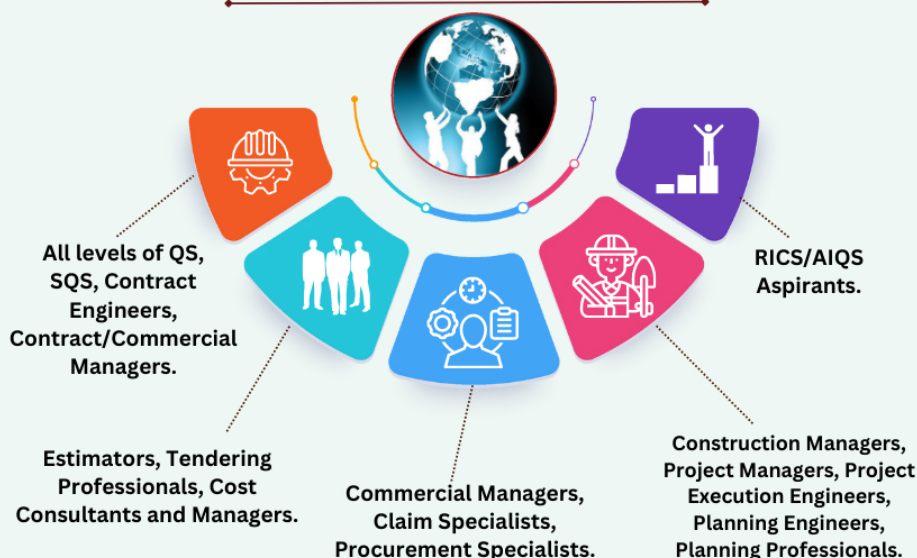 All levels of QS,
SQS, Contract
Engineers,
Contract/Commercial
Managers.
Estimators, Tendering
Professionals, Cost
Consultants and Managers.
Commercial Managers,
Claim Specialists,
Procurement Specialists.
Construction Managers,
Project Managers, Project
Execution Engineers,
Planning Engineers,
Planning Professionals.
RICS/AIQS
Aspirants.